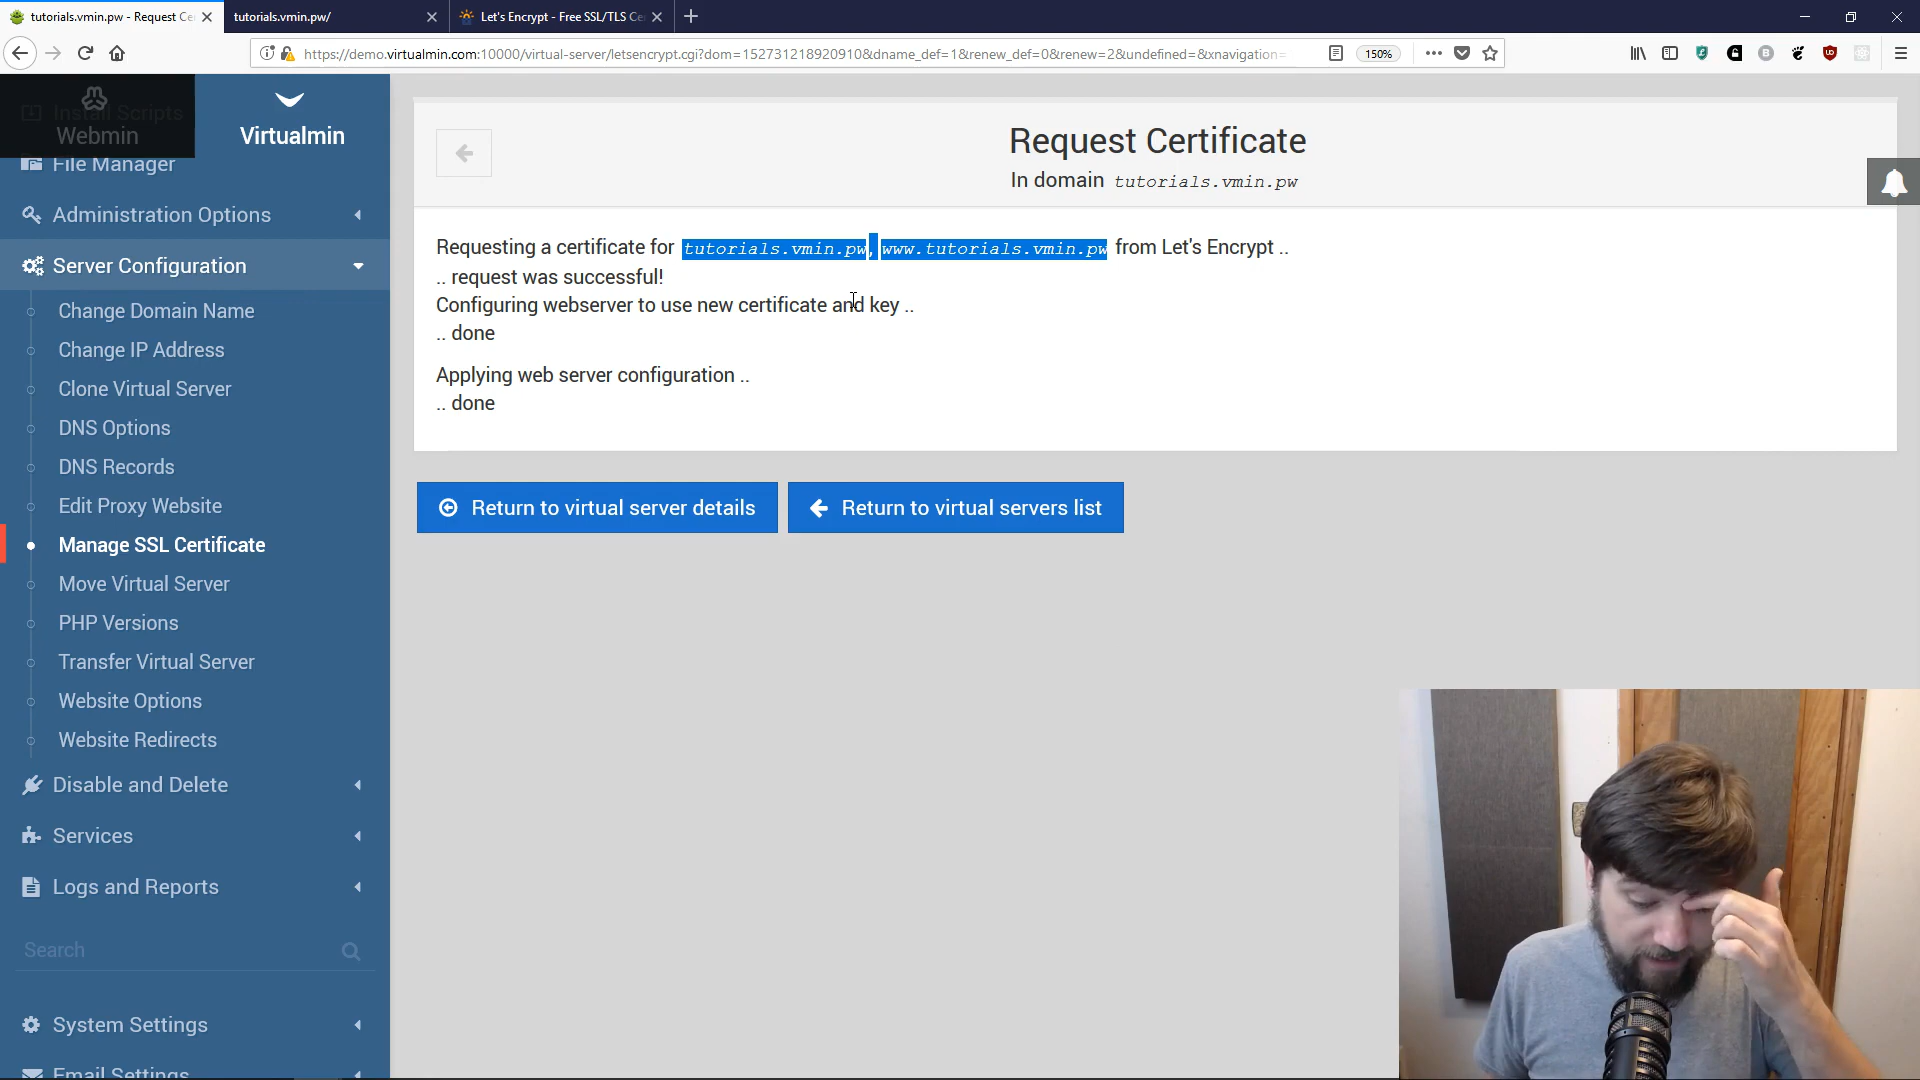 tutorials.vmin.pw - Request Ce
tutorials.vmin.pw/
Let's Encrypt - Free SSL/TLS Ce
https://demo.virtualmin.com:10000/virtual-server/letsencrypt.cgi?dom=152731218920910&dname_def=1&renew_def=0&renew=2&undefined=&xnavigation=
150%
Install Scripts
Webmin
Virtualmin
File Manager
Administration Options
Server Configuration
Change Domain Name
Change IP Address
Clone Virtual Server
DNS Options
DNS Records
Edit Proxy Website
Manage SSL Certificate
Move Virtual Server
PHP Versions
Transfer Virtual Server
Website Options
Website Redirects
Disable and Delete
Services
Logs and Reports
Search
System Settings
Email Settings
Request Certificate
In domain tutorials.vmin.pw
Requesting a certificate for tutorials.vmin.pw, www.tutorials.vmin.pw from Let's Encrypt ..
.. request was successful!
Configuring webserver to use new certificate and key ..
.. done
Applying web server configuration ..
.. done
Return to virtual server details
Return to virtual servers list